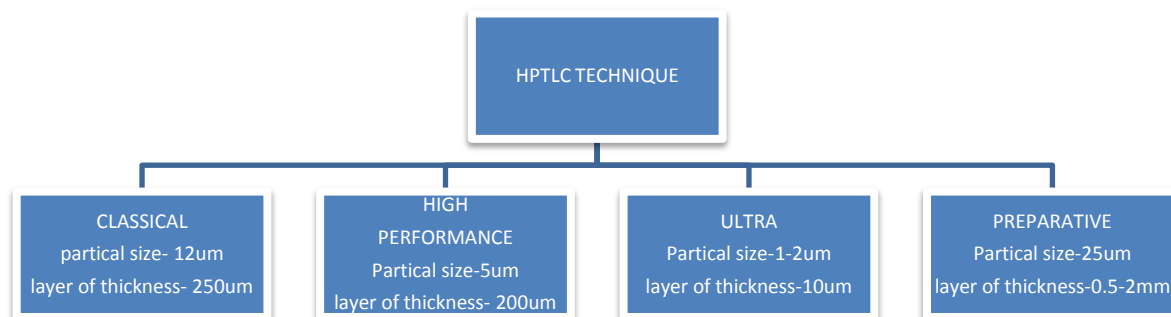 HPTLC TECHNIQUE
CLASSICAL
partical size- 12um
layer of thickness- 250um
HIGH
PERFORMANCE
Partical size-5um
layer of thickness- 200um
ULTRA
Partical size-1-2um
layer of thickness-10um
PREPARATIVE
Partical size-25um
layer of thickness-0.5-2mm